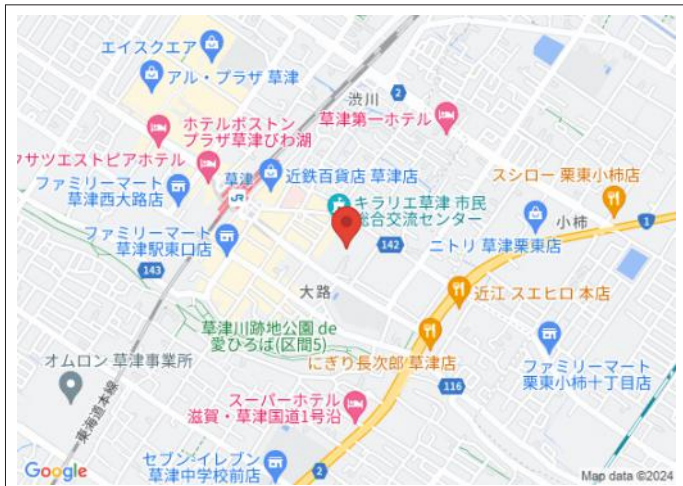 エイスクエア
アル・プラザ 草津
渋川
2
ホテルボストン
プラザ草津びわ湖
草津第一ホテル
クサツエストピアホテル
草津
近鉄百貨店 草津店
スシロー 栗東小柿店
ファミリーマート
草津西大路店
JR
キラリエ草津 市民
総合交流センター
小柿
1
ファミリーマート
草津駅東口店
142
ニトリ 草津栗東店
143
大路
近江 スエヒロ 本店
草津川跡地公園 de
愛ひろば(区間5)
オムロン 草津事業所
にぎり長次郎 草津店
ファミリーマート
栗東小柿十丁目店
116
東海道本線
スーパーホテル
滋賀・草津国道1号沿
セブン-イレブン
草津中学校前店
2
Google
Map data ©2024